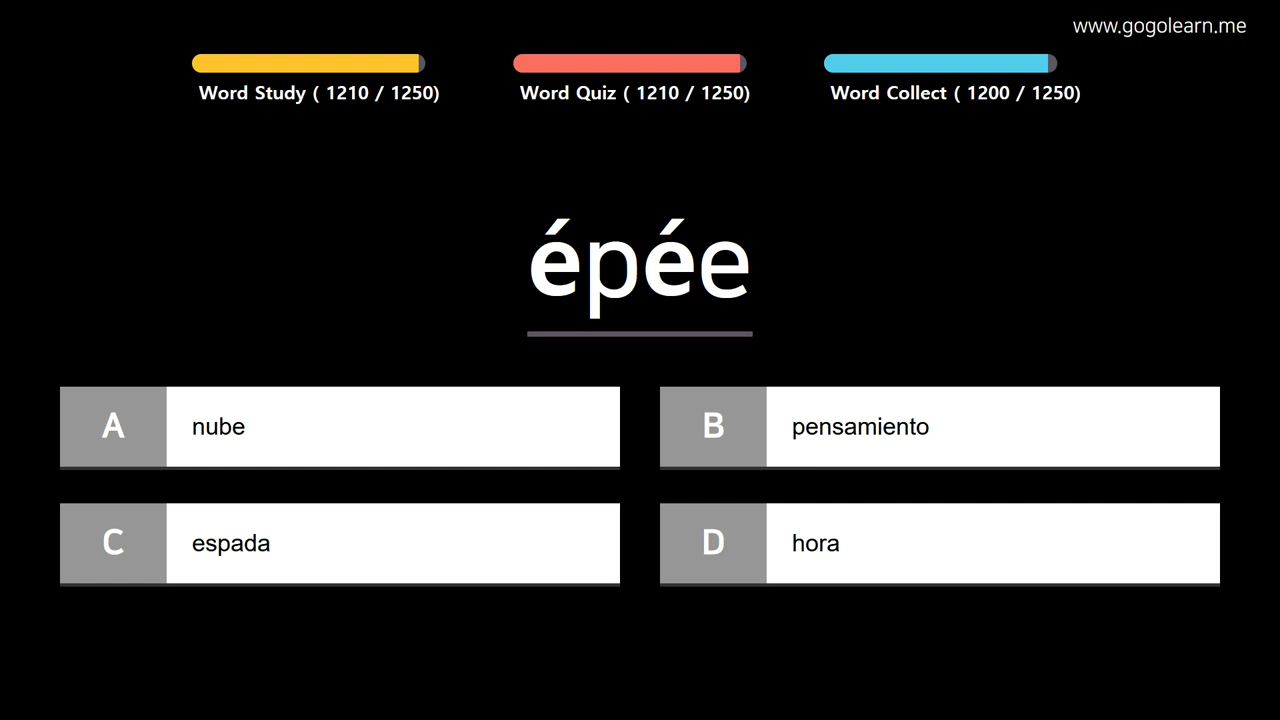 www.gogolearn.me
Word Study ( 1210 / 1250)
Word Quiz ( 1210 / 1250)
Word Collect ( 1200 / 1250)
épée
A
nube
B
pensamiento
C
espada
D
hora